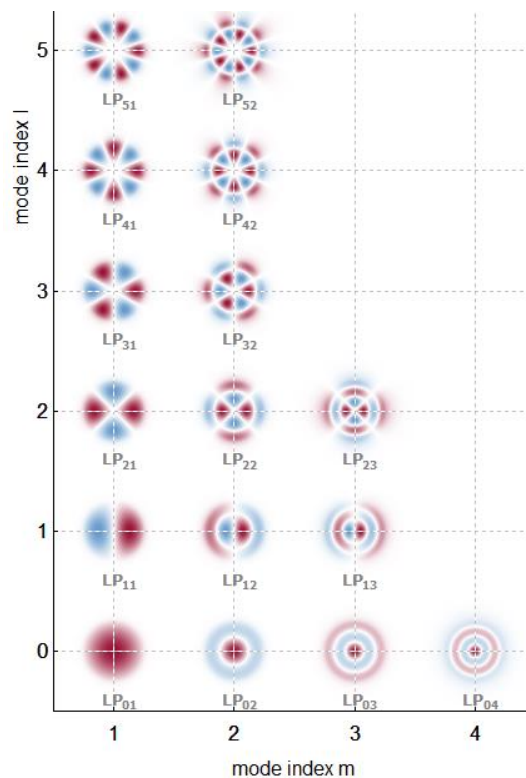 5
LP51 LP52
4
LP41 LP42
3
LP31 LP32
2
LP21 LP22 LP23
1
LP11 LP12 LP13
0
LP01 LP02 LP03 LP04
1 2 3 4
mode index m
mode index l